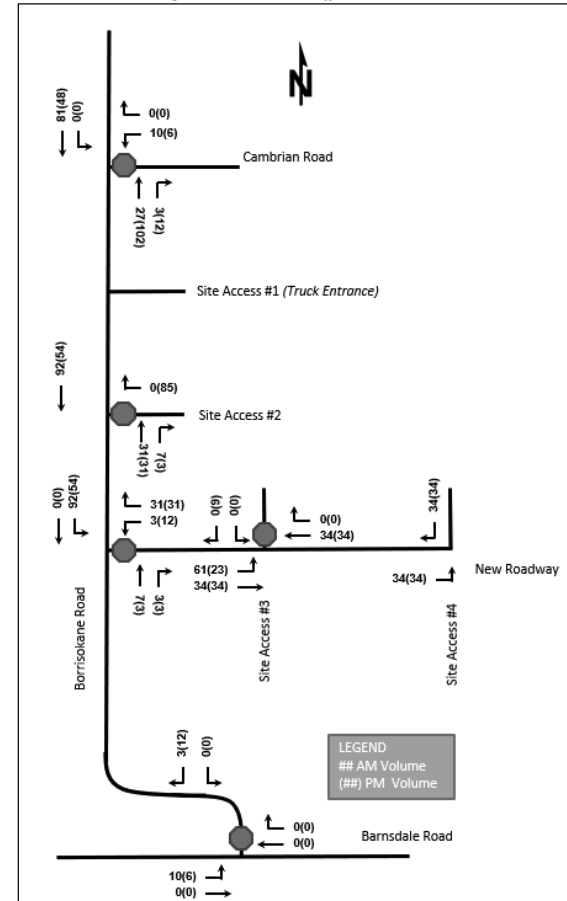 81(48)
0(0)
N
0(0)
10(6)
Cambrian Road
27(102)
3(12)
Site Access #1 (Truck Entrance)
92(54)
0(85)
Site Access #2
31(31)
7(3)
0(0)
92(54)
31(31)
3(12)
0(9)
0(0)
0(0)
34(34)
34(34)
New Roadway
7(3)
3(3)
61(23)
34(34)
34(34)
Borrisokane Road
Site Access #3
Site Access #4
3(12)
0(0)
LEGEND
## AM Volume
(##) PM Volume
0(0)
0(0)
Barnsdale Road
10(6)
0(0)